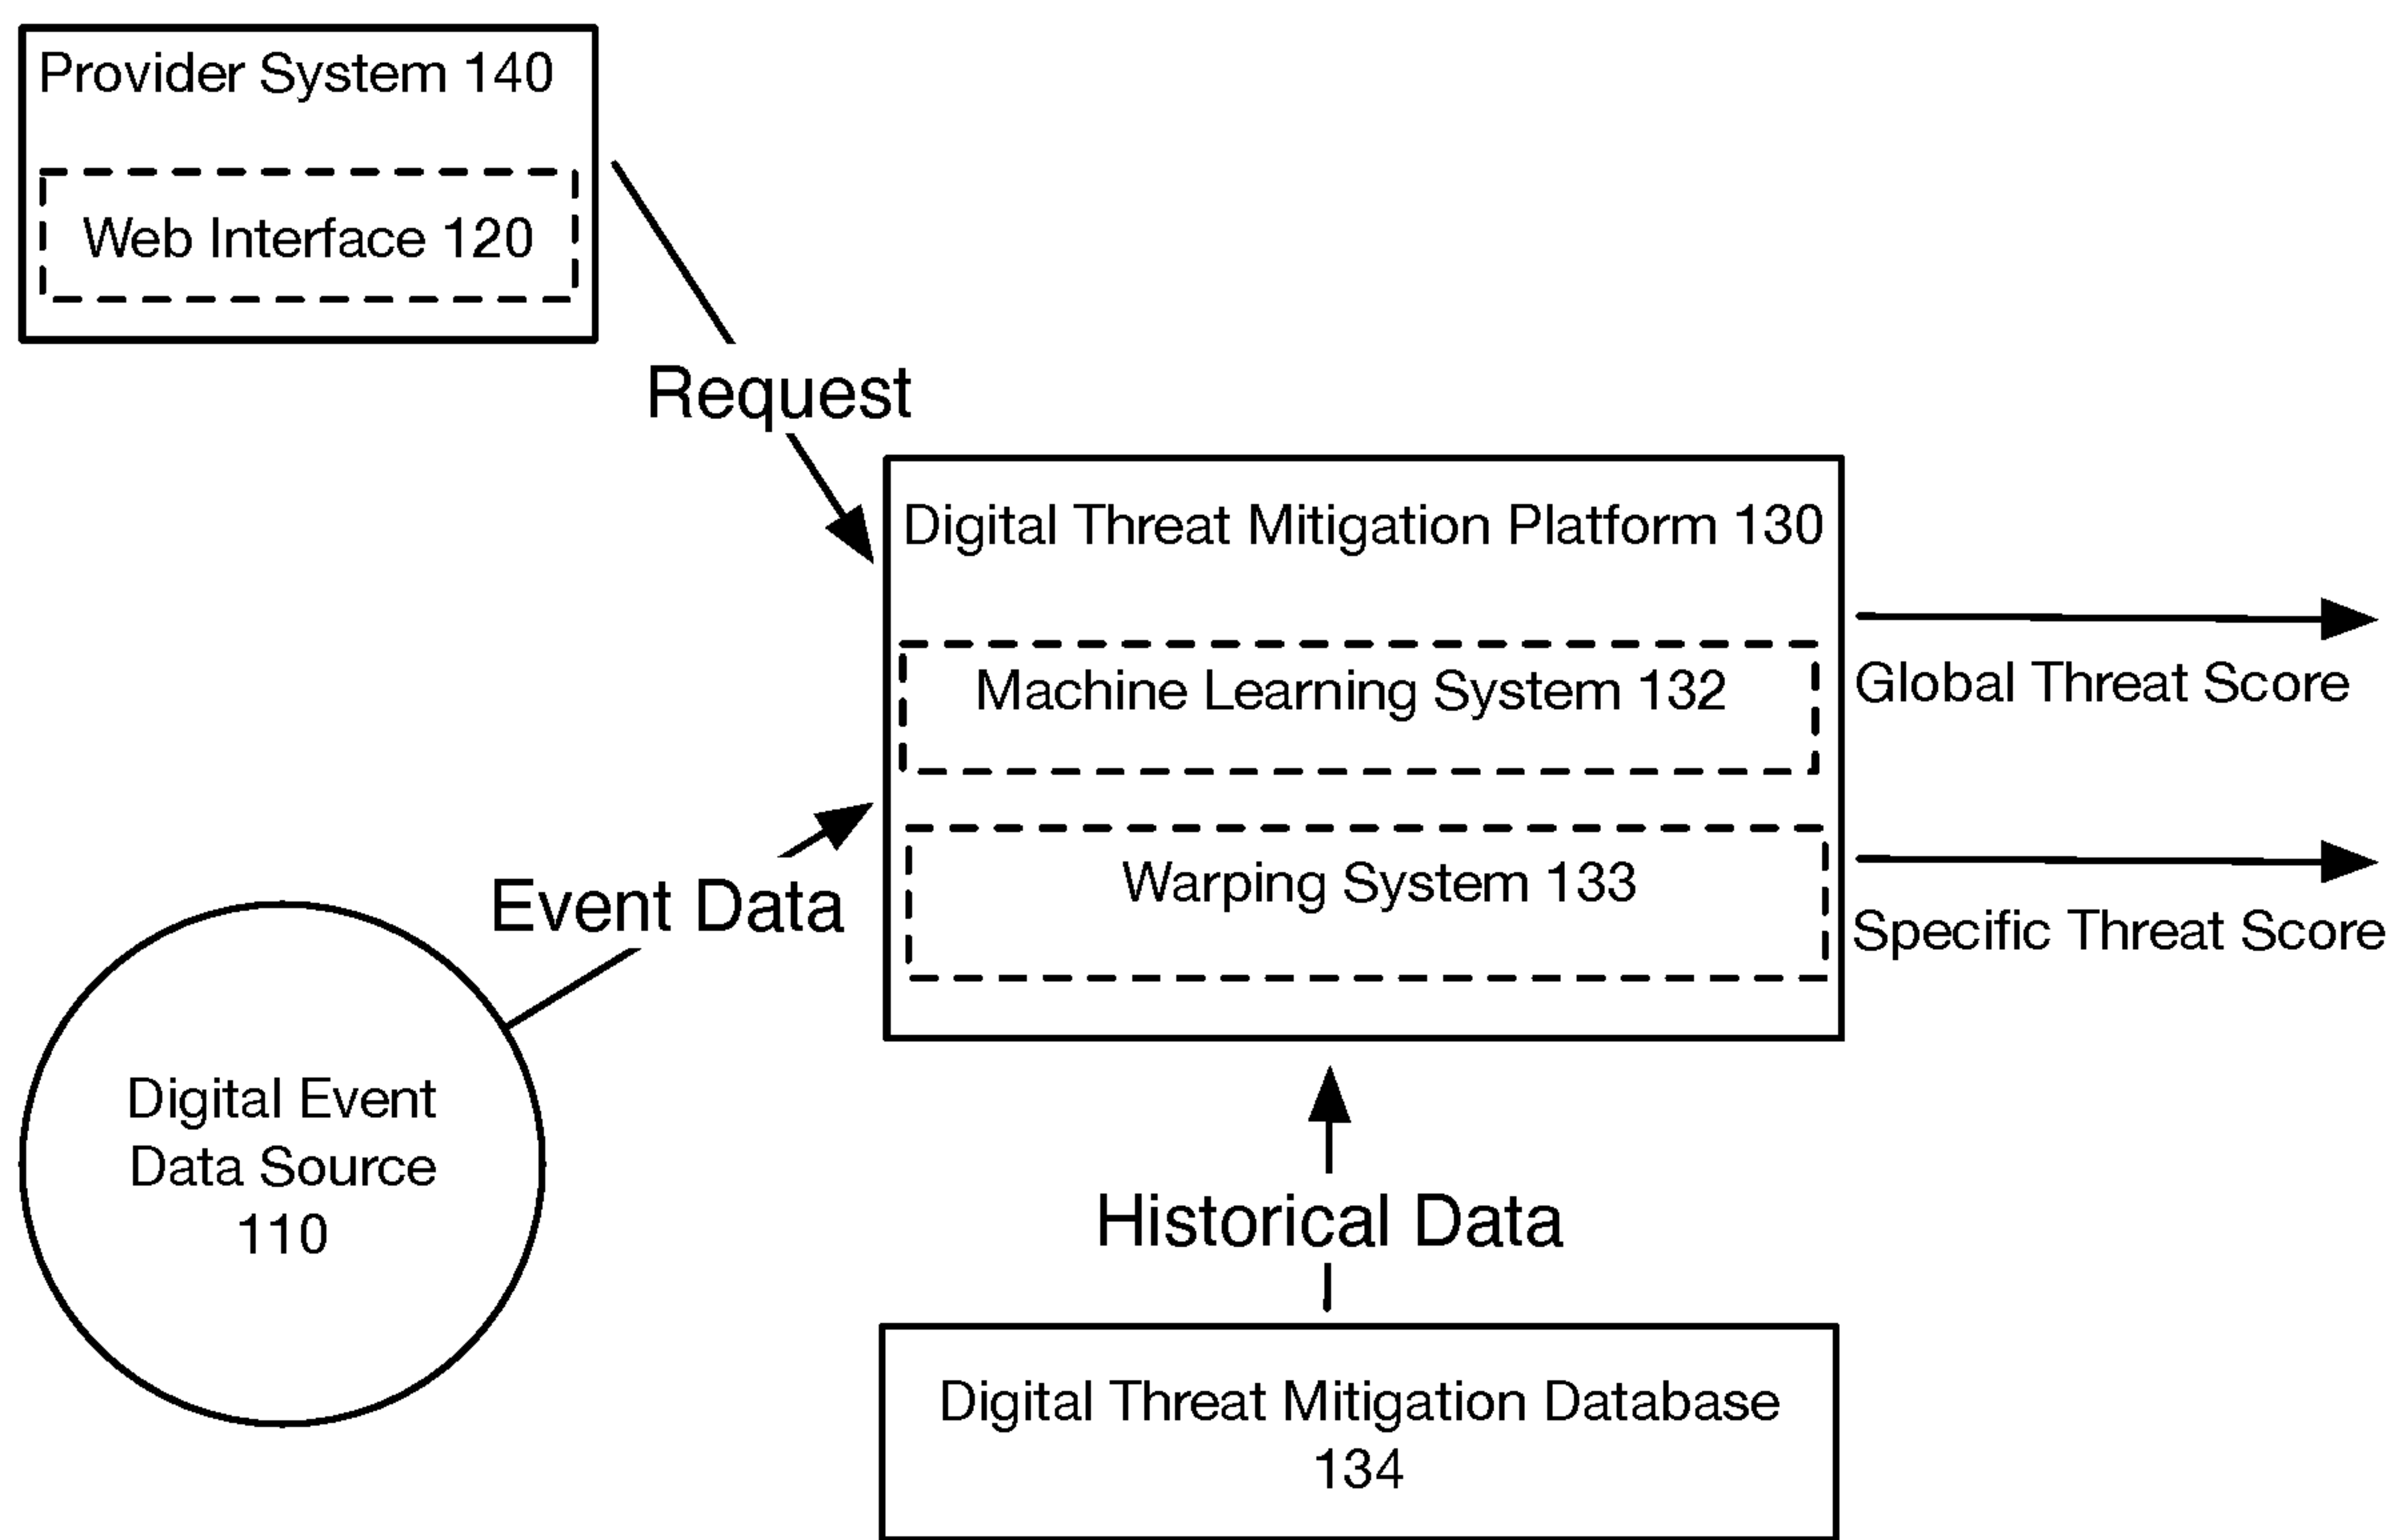 Provider System 140
Web Interface 120
Request
Digital Threat Mitigation Platform 130
Machine Learning System 132
Global Threat Score
Warping System 133
Specific Threat Score
Event Data
Digital Event
Data Source
110
Historical Data
Digital Threat Mitigation Database
134